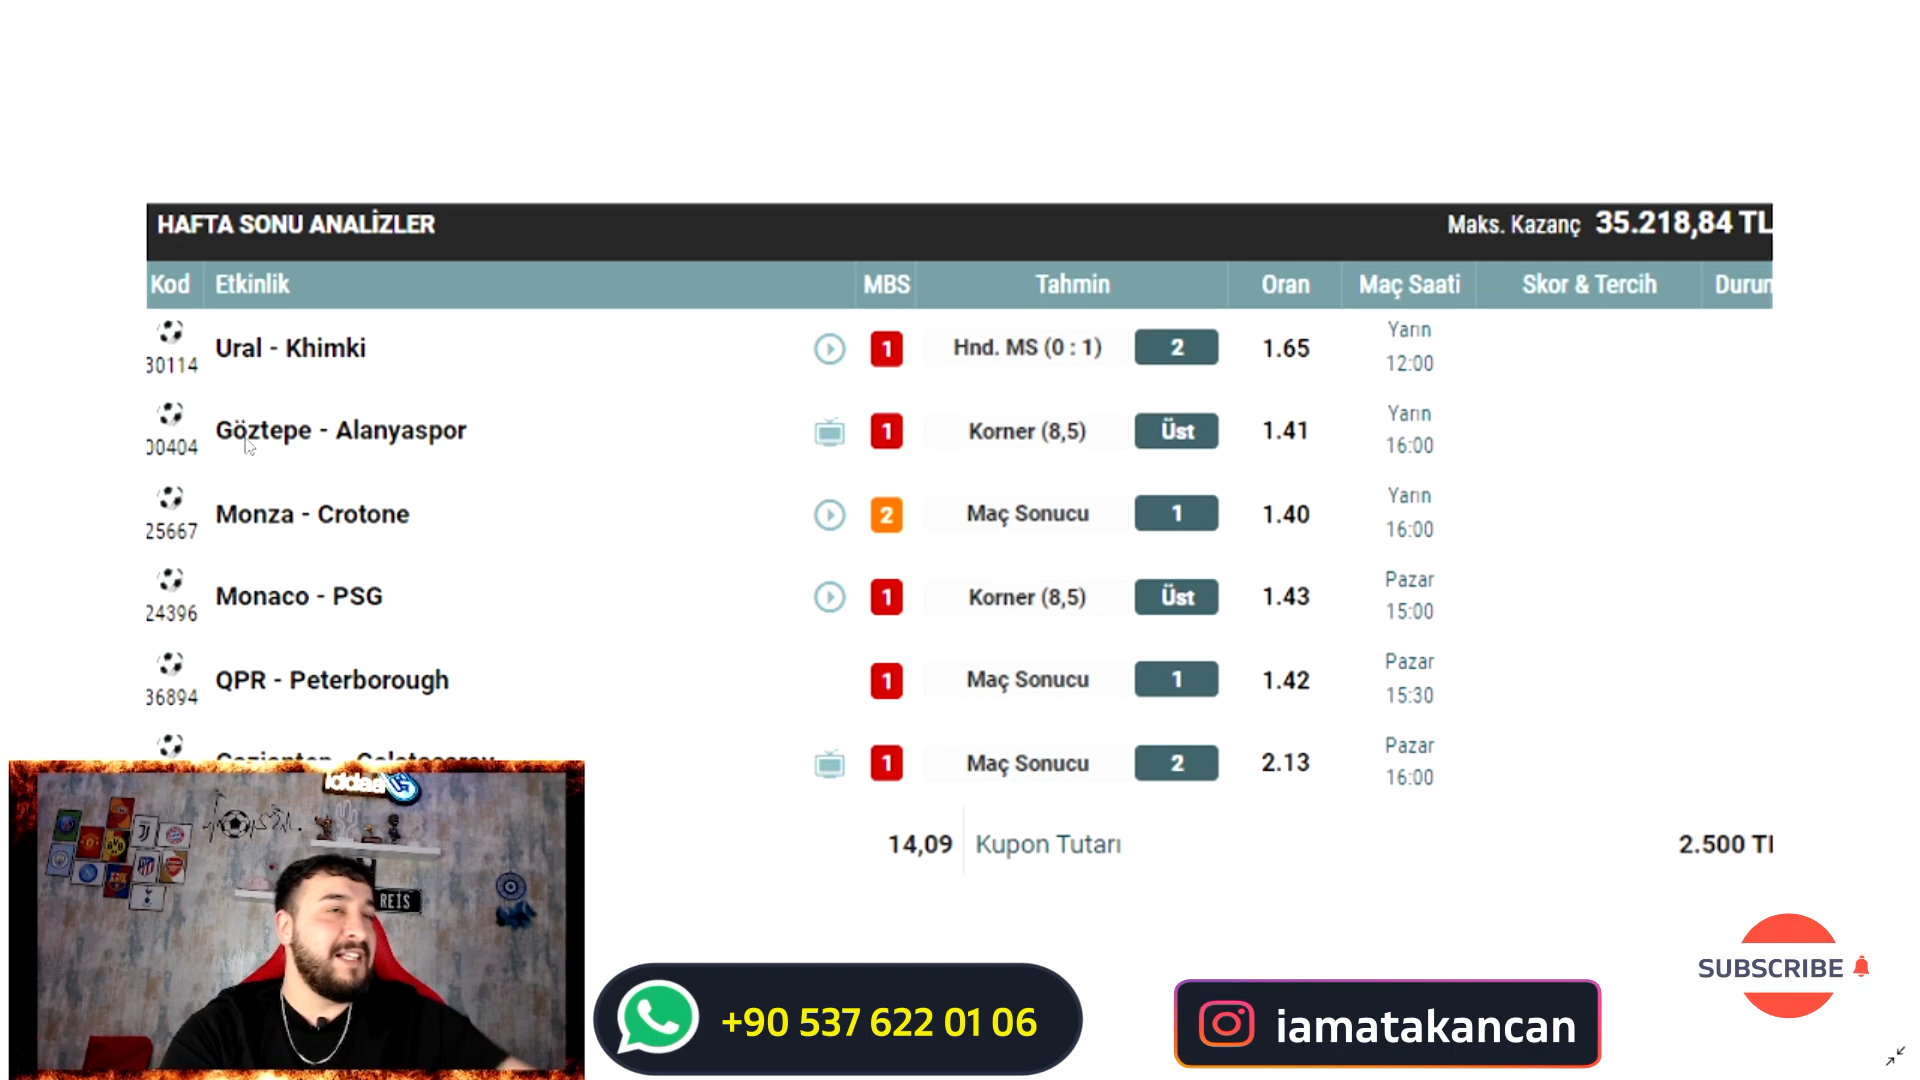 HAFTA SONU ANALİZLER Maks. Kazanç 35.218,84 TL
Kod Etkinlik MBS Tahmin Oran Maç Saati Skor & Tercih Durun
30114 Ural - Khimki 1 Hnd. MS (0 : 1) 2 1.65 Yarın 12:00
00404 Göztepe - Alanyaspor 1 Korner (8,5) Üst 1.41 Yarın 16:00
25667 Monza - Crotone 2 Maç Sonucu 1 1.40 Yarın 16:00
24396 Monaco - PSG 1 Korner (8,5) Üst 1.43 Pazar 15:00
36894 QPR - Peterborough 1 Maç Sonucu 1 1.42 Pazar 15:30
1 Maç Sonucu 2 2.13 Pazar 16:00
14,09 Kupon Tutarı 2.500 TI
REİS
+90 537 622 01 06
iamatakancan
SUBSCRIBE